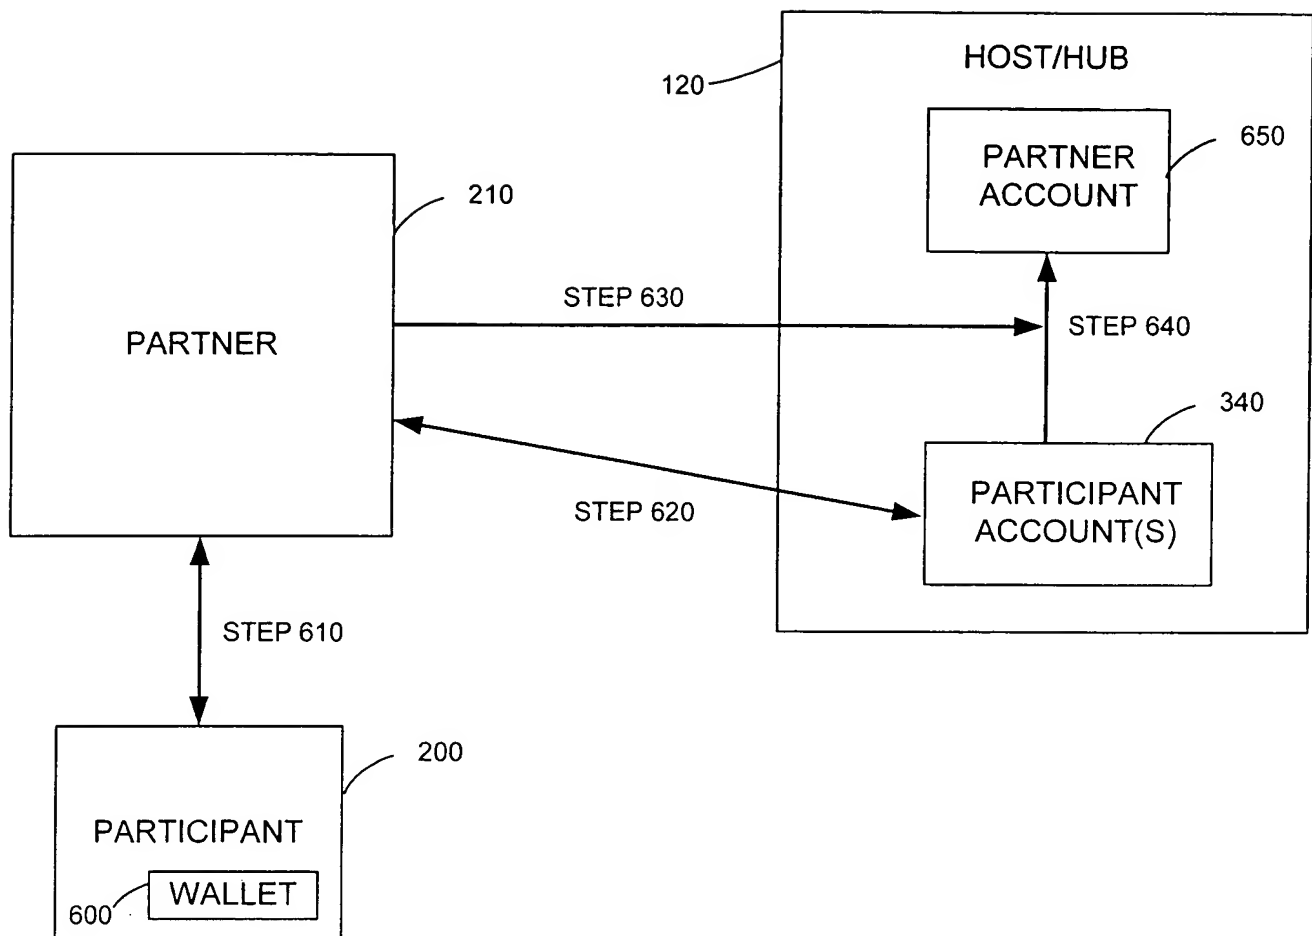 HOST/HUB
120
PARTNER
ACCOUNT
650
210
STEP 630
STEP 640
PARTNER
340
PARTICIPANT
ACCOUNT(S)
STEP 620
STEP 610
200
PARTICIPANT
WALLET
600